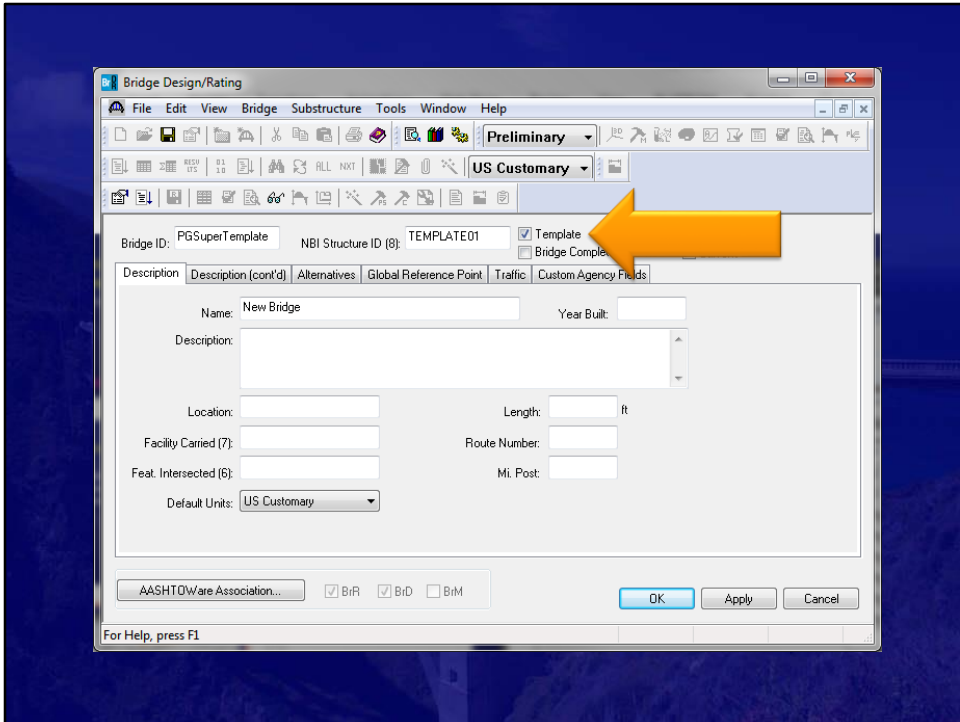 BrR Bridge Design/Rating
File Edit View Bridge Substructure Tools Window Help
Preliminary
ALL NXT US Customary
Bridge ID: PGSuperTemplate NBI Structure ID (8): TEMPLATE01 Template
Bridge Comple
Description Description (cont'd) Alternatives Global Reference Point Traffic Custom Agency Fields
Name: New Bridge Year Built:
Description:
Location: Length: ft
Facility Carried (7): Route Number:
Feat. Intersected (6): Mi. Post:
Default Units: US Customary
AASHTOWare Association... BrR BrD BrM
OK Apply Cancel
For Help, press F1